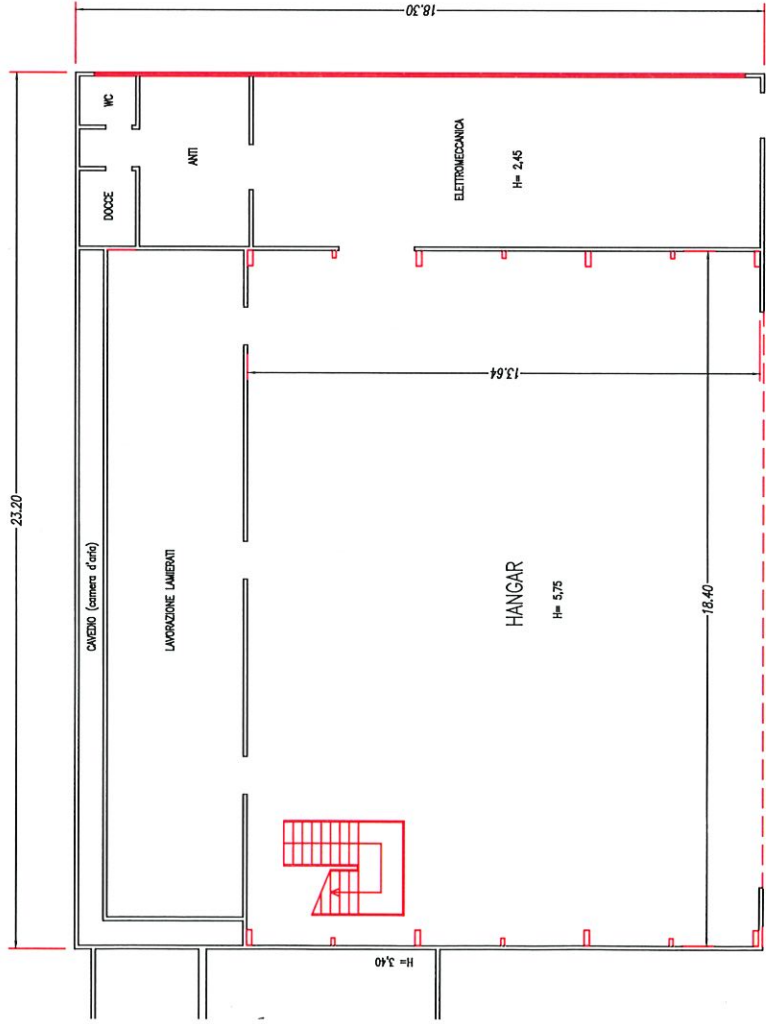 18.30
WC
ANTI
DOCCE
ELETTROMECCANICA
H= 2,45
13.64
23.20
CAVEDIO (camera d'aria)
LAVORAZIONE LAMIERATI
HANGAR
H= 5,75
18.40
H= 3,40